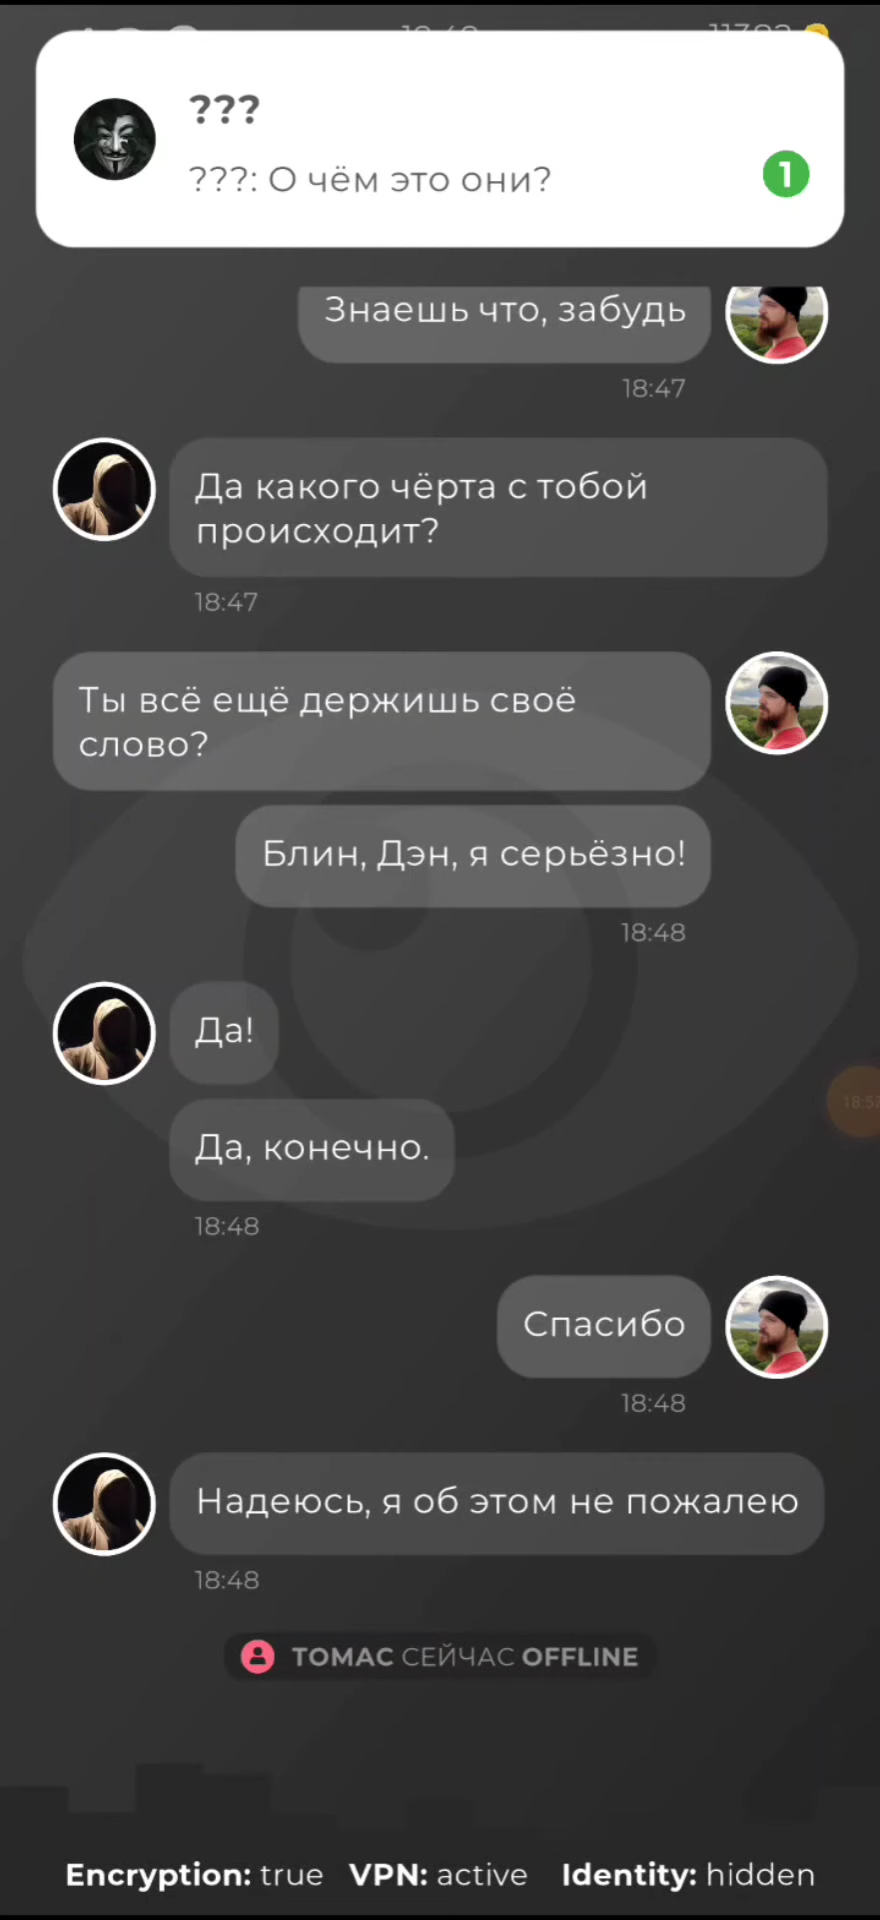 ???
???: О чём это они?
1
Знаешь что, забудь
18:47
Да какого чёрта с тобой
происходит?
18:47
Ты всё ещё держишь своё
слово?
Блин, Дэн, я серьёзно!
18:48
Да!
Да, конечно.
18:48
Спасибо
18:48
Надеюсь, я об этом не пожалею
18:48
ТОМАС СЕЙЧАС OFFLINE
Encryption: true VPN: active Identity: hidden